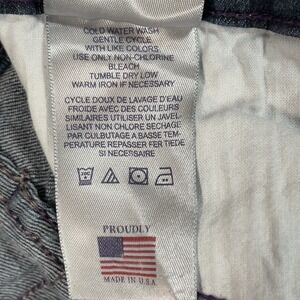 COLD WATER WASH
GENTLE CYCLE
WITH LIKE COLORS
USE ONLY NON-CHLORINE
BLEACH
TUMBLE DRY LOW
WARM IRON IF NECESSARY
CYCLE DOUX DE LAVAGE D'EAU
FROIDE AVEC DES COULEURS
SIMILAIRES UTILISER UN JAVEL-
LISANT NON CHLORE SECHAGE
PAR CULBUTAGE A BASSE TEM-
PERATURE REPASSER FER TIEDE
SI NECESSAIRE
PROUDLY
MADE IN U.S.A.